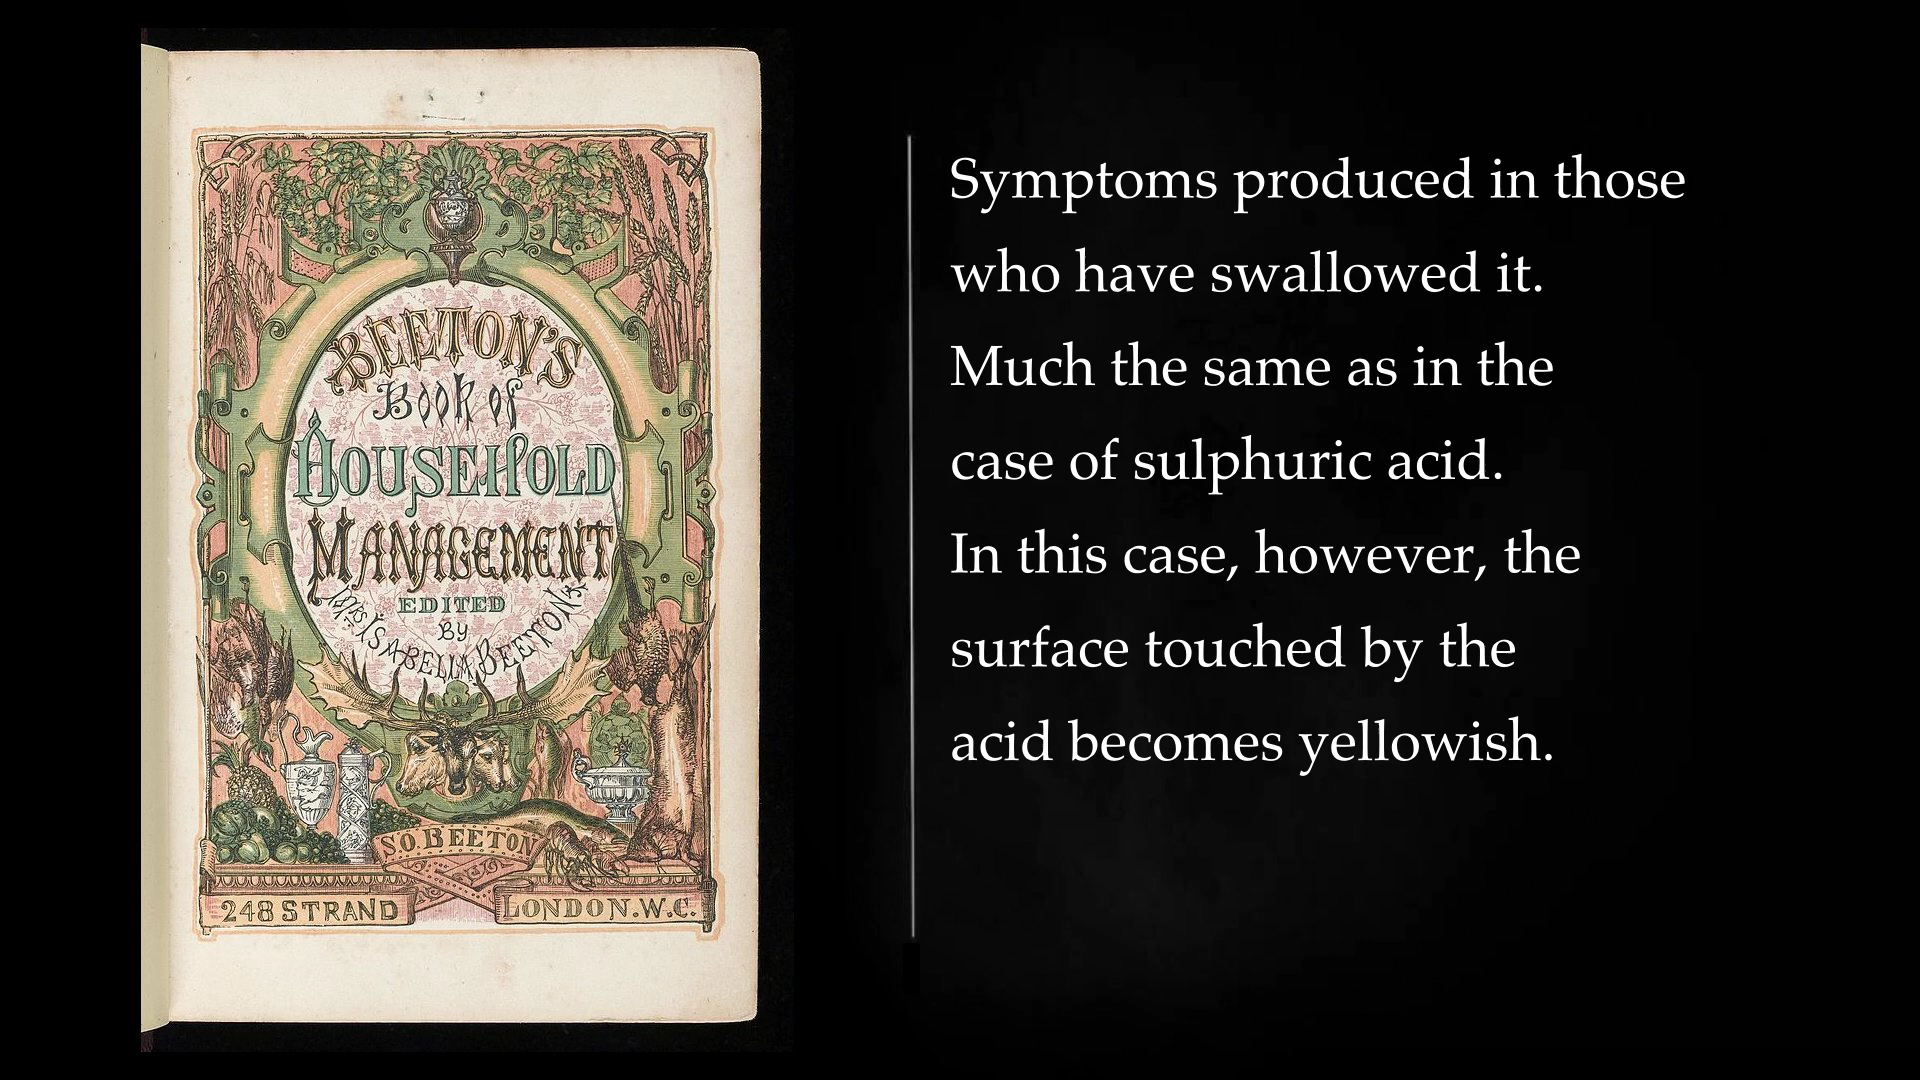 BEETON'S
Book of
HOUSEHOLD
MANAGEMENT
EDITED
BY
MRS ISABELLA BEETON
S.O. BEETON
248 STRAND
LONDON. W.C.
Symptoms produced in those
who have swallowed it.
Much the same as in the
case of sulphuric acid.
In this case, however, the
surface touched by the
acid becomes yellowish.